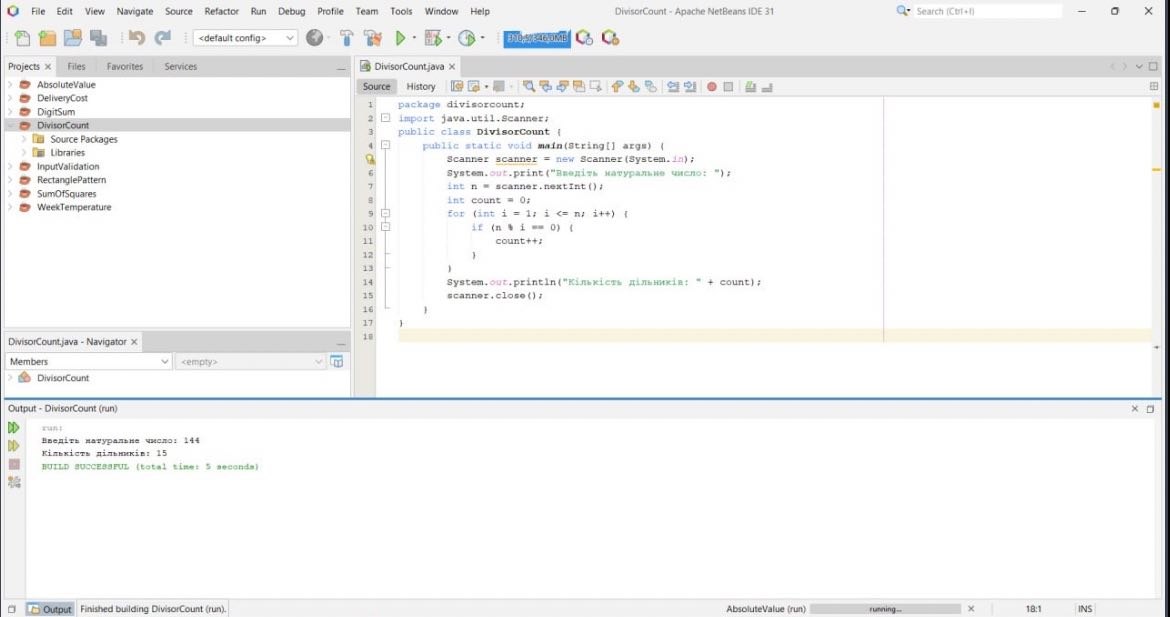 File Edit View Navigate Source Refactor Run Debug Profile Team Tools Window Help
DivisorCount - Apache NetBeans IDE 31
Search (Ctrl+I)
<default config>
Projects Files Favorites Services
AbsoluteValue
DeliveryCost
DigitSum
DivisorCount
Source Packages
Libraries
InputValidation
RectanglePattern
SumOfSquares
WeekTemperature
DivisorCount.java - Navigator
Members <empty>
DivisorCount
DivisorCount.java
Source History
1 package divisorcount;
2 import java.util.Scanner;
3 public class DivisorCount {
4 public static void main(String[] args) {
Scanner scanner = new Scanner(System.in);
6 System.out.print("Введіть натуральне число: ");
7 int n = scanner.nextInt();
8 int count = 0;
9 for (int i = 1; i <= n; i++) {
10 if (n % i == 0) {
11 count++;
12 }
13 }
14 System.out.println("Кількість дільників: " + count);
15 scanner.close();
16 }
17 }
18
Output - DivisorCount (run)
run:
Введіть натуральне число: 144
Кількість дільників: 15
BUILD SUCCESSFUL (total time: 5 seconds)
Output Finished building DivisorCount (run).
AbsoluteValue (run) running... 18:1 INS